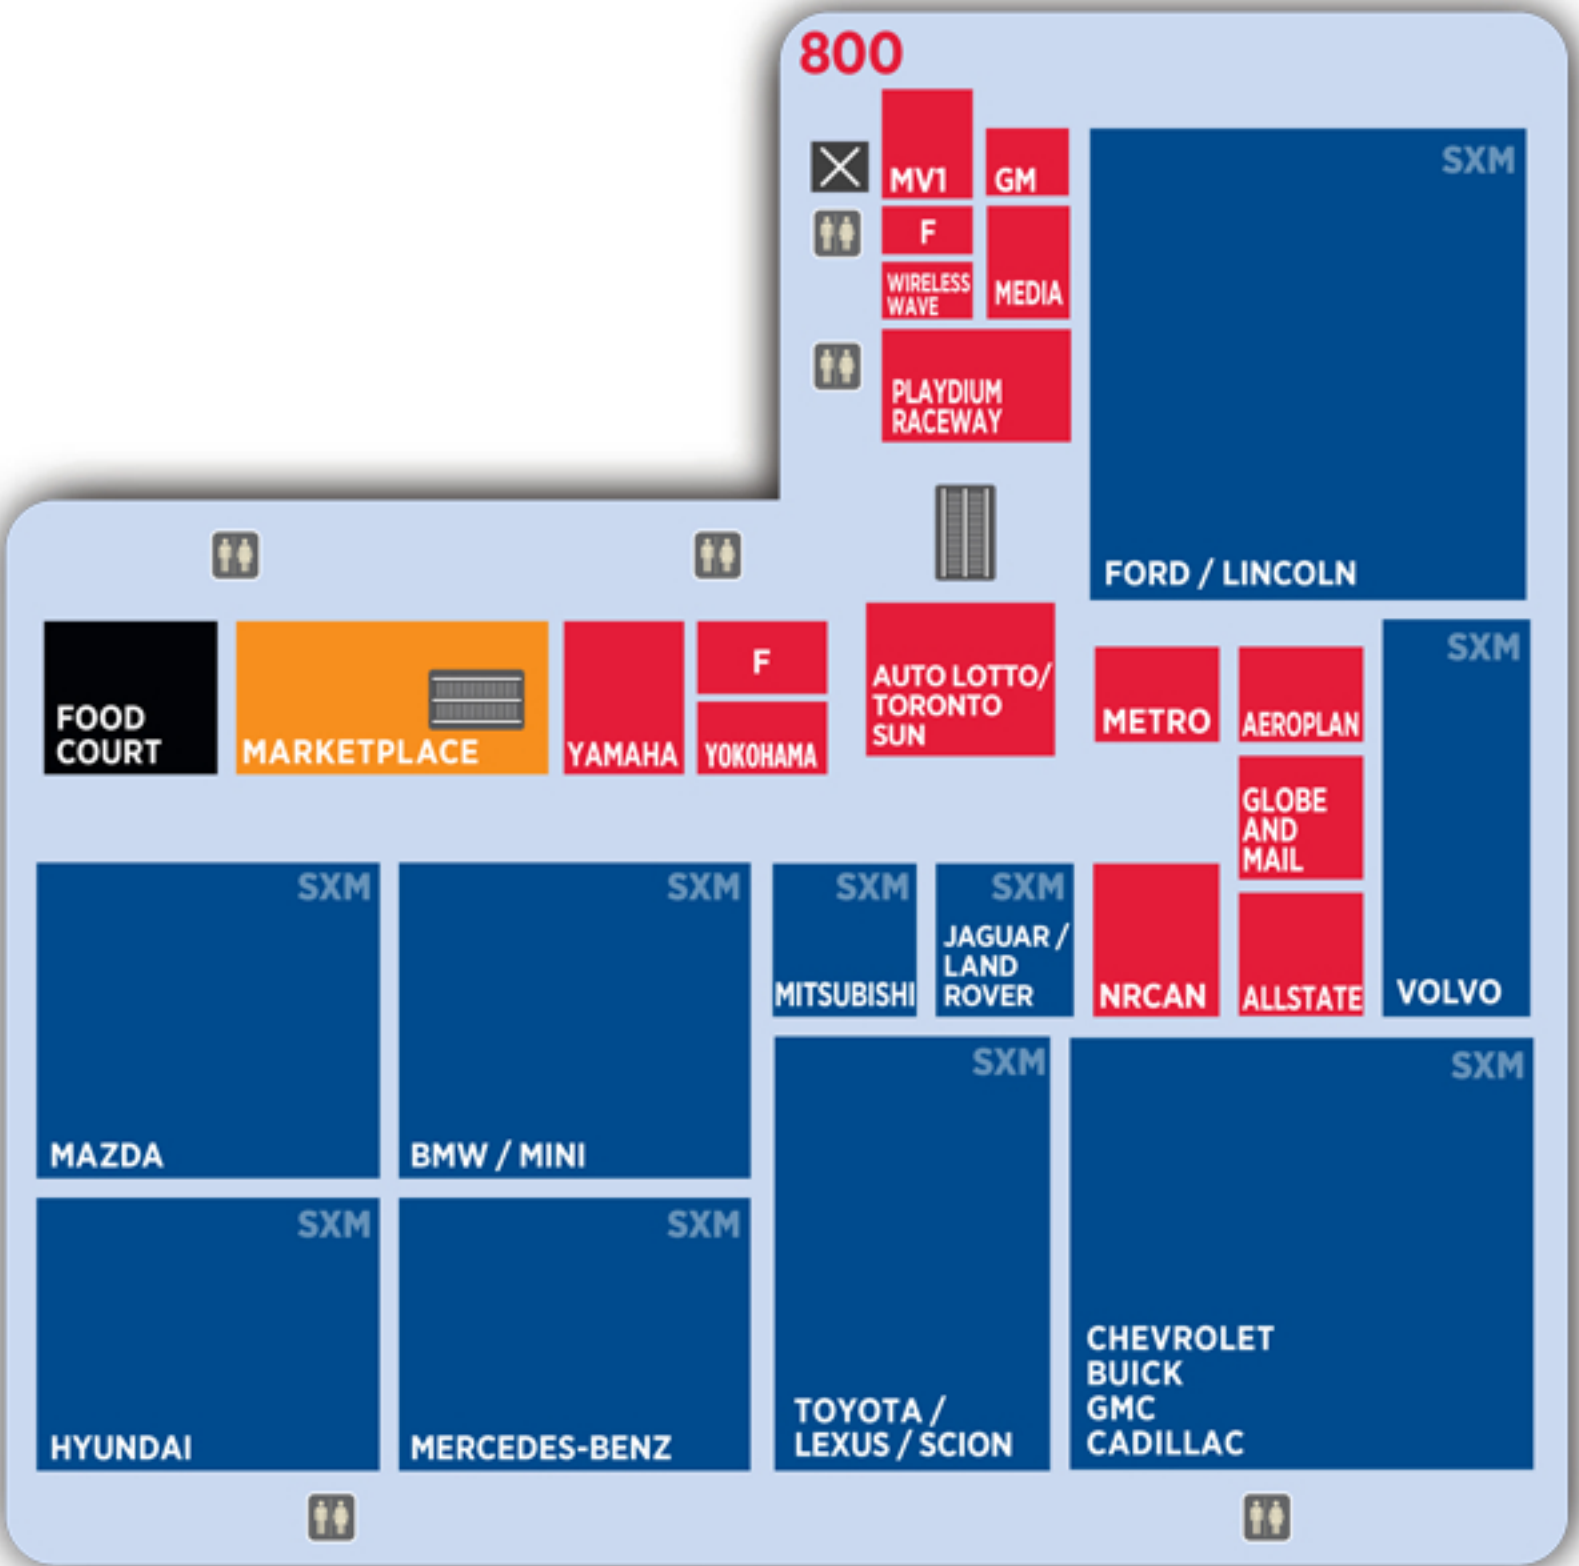 800
MV1
GM
SXM
F
WIRELESS
WAVE
MEDIA
PLAYDIUM
RACEWAY
FORD / LINCOLN
FOOD
COURT
MARKETPLACE
YAMAHA
F
YOKOHAMA
AUTO LOTTO/
TORONTO
SUN
METRO
AEROPLAN
SXM
GLOBE
AND
MAIL
SXM
MAZDA
SXM
BMW / MINI
SXM
MITSUBISHI
SXM
JAGUAR /
LAND
ROVER
NRCAN
ALLSTATE
VOLVO
SXM
HYUNDAI
SXM
MERCEDES-BENZ
SXM
TOYOTA /
LEXUS / SCION
SXM
CHEVROLET
BUICK
GMC
CADILLAC